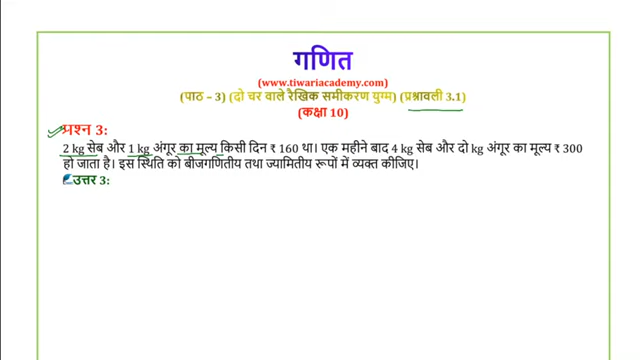 गणित
(www.tiwariacademy.com)
(पाठ – 3) (दो चर वाले रैखिक समीकरण युग्म) (प्रश्नावली 3.1)
(कक्षा 10)
प्रश्न 3:
2 kg सेब और 1 kg अंगूर का मूल्य किसी दिन ₹ 160 था। एक महीने बाद 4 kg सेब और दो kg अंगूर का मूल्य ₹ 300
हो जाता है। इस स्थिति को बीजगणितीय तथा ज्यामितीय रूपों में व्यक्त कीजिए।
उत्तर 3: